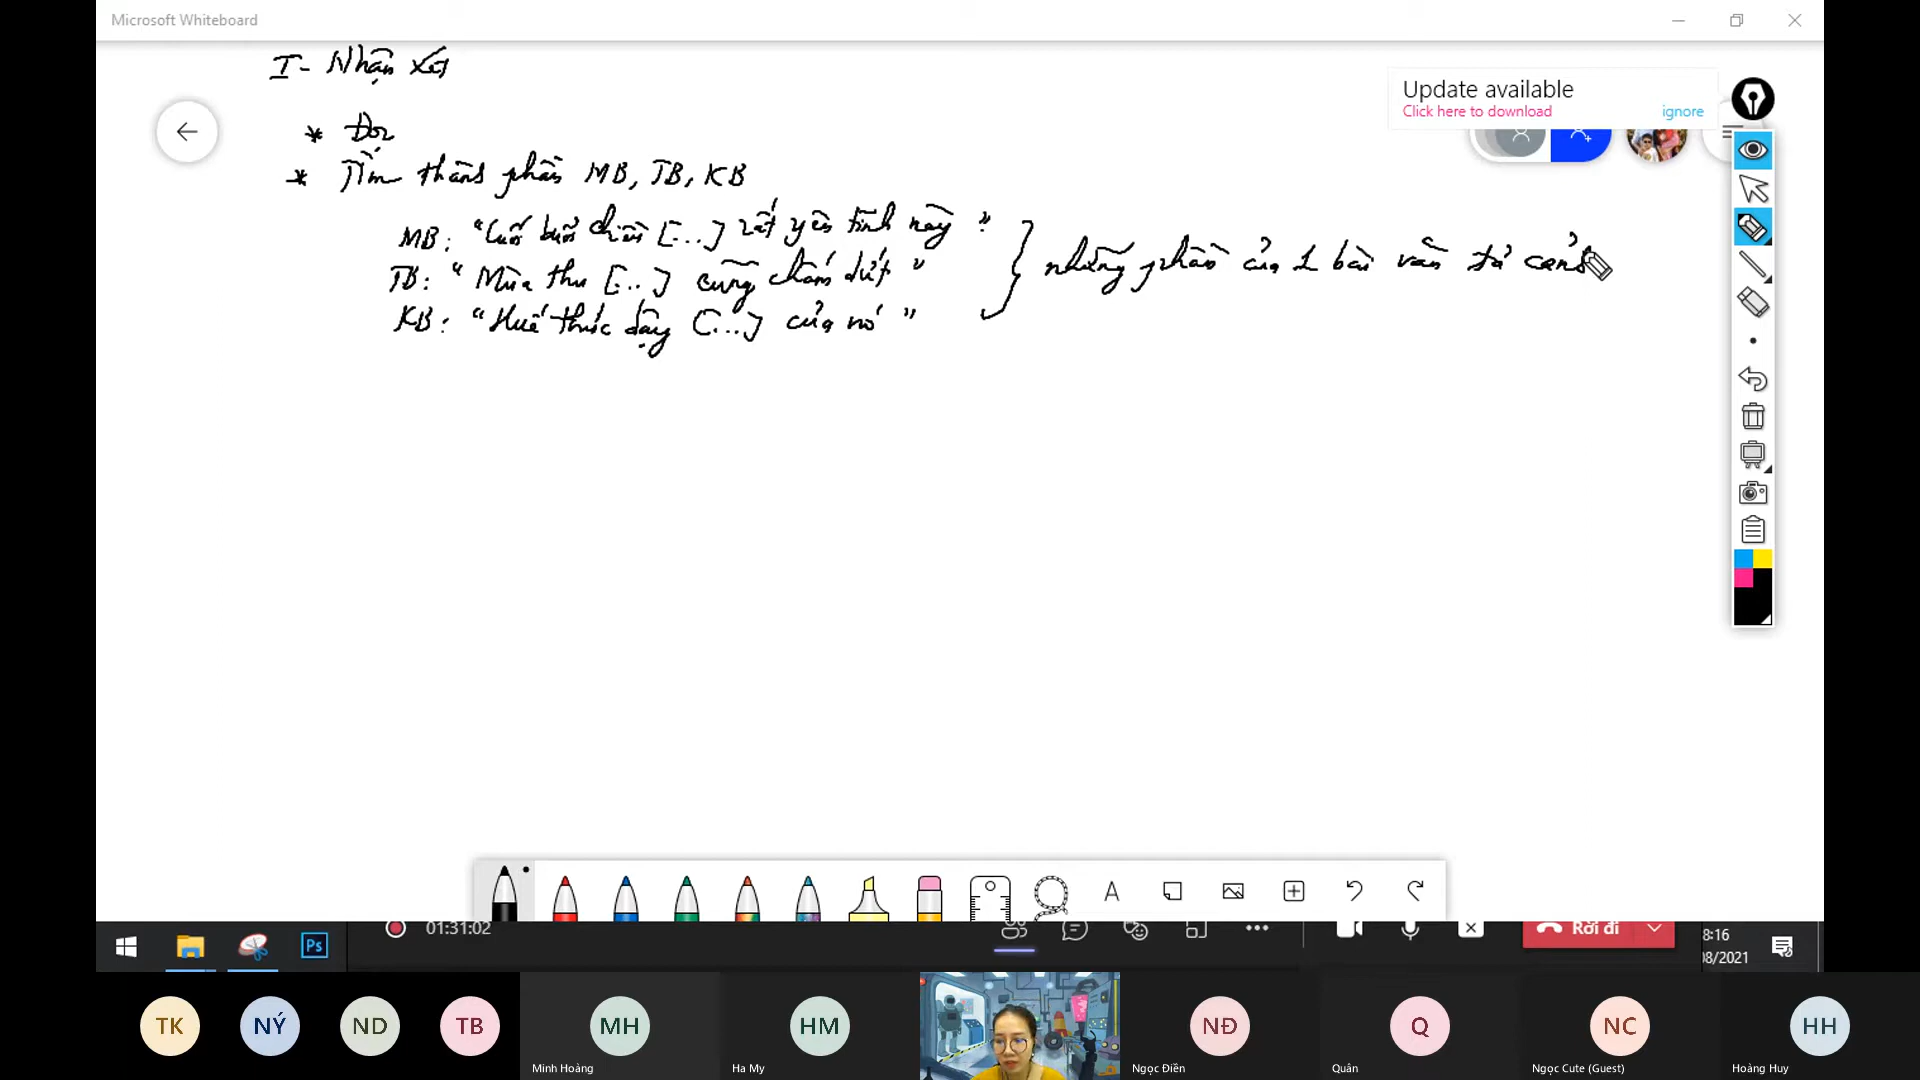 Microsoft Whiteboard
I- Nhận xét
Update available
Click here to download ignore
* Đọc
* Tìm thành phần MB, TB, KB
MB: "Cuối buổi chiều [...] rất yên tĩnh này"
TB: "Mùa thu [...] cũng chấm dứt"
KB: "Huế thức dậy [...] của nó"
những phần của 1 bài văn tả cảnh
A
Ps
01:31:02
Rời đi
8:16
8/2021
TK NÝ ND TB MH HM NĐ Q NC HH
Minh Hoàng Ha My Ngọc Điền Quân Ngọc Cute (Guest) Hoàng Huy